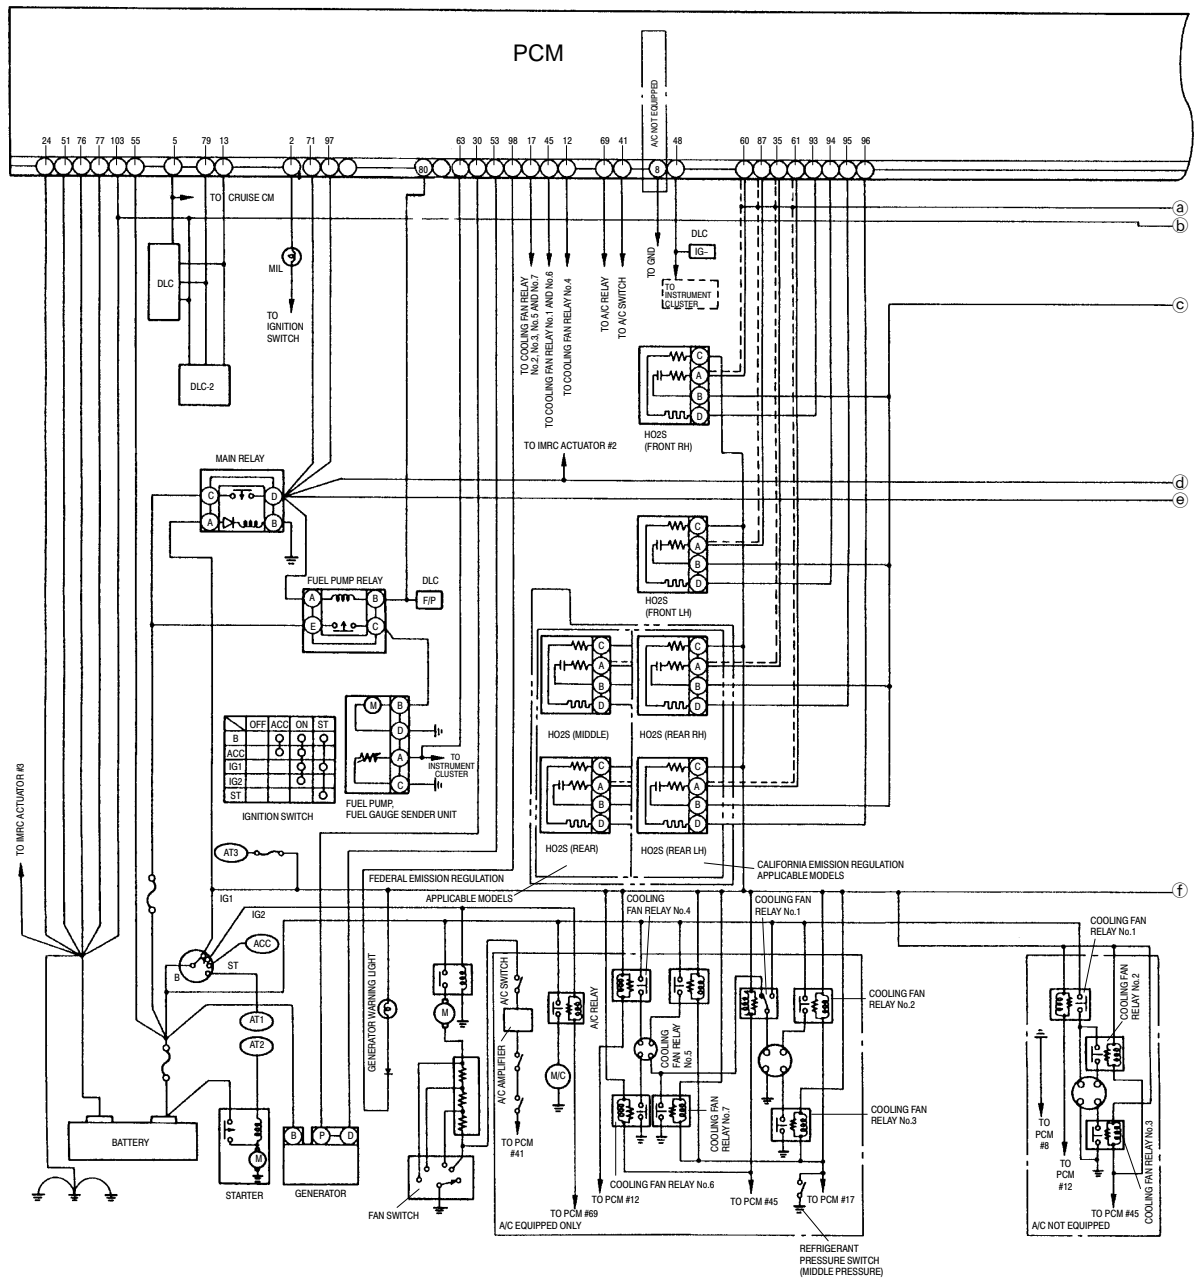 PCM
A/C NOT EQUIPPED
24 51 76 77 103 55 5 79 13 2 71 97 80 63 30 53 98 17 45 12 69 41 8 48 60 87 35 61 93 94 95 96
TO CRUISE CM
a
b
DLC
MIL
TO
IGNITION
SWITCH
TO COOLING FAN RELAY
No.2, No.3, No.5 AND No.7
TO COOLING FAN RELAY No.1 AND No.6
TO COOLING FAN RELAY No.4
TO A/C RELAY
TO A/C SWITCH
TO GND
DLC
IG–
TO
INSTRUMENT
CLUSTER
c
DLC-2
C
A
B
D
HO2S
(FRONT RH)
TO IMRC ACTUATOR #2
MAIN RELAY
C D
A B
d
e
C
A
B
D
HO2S
(FRONT LH)
FUEL PUMP RELAY
A B
E C
DLC
F/P
C
A
B
D
HO2S (MIDDLE)
C
A
B
D
HO2S (REAR RH)
M B
D
A
C
TO
INSTRUMENT
CLUSTER
FUEL PUMP,
FUEL GAUGE SENDER UNIT
OFF ACC ON ST
B
ACC
IG1
IG2
ST
IGNITION SWITCH
C
A
B
D
HO2S (REAR)
C
A
B
D
HO2S (REAR LH)
TO IMRC ACTUATOR #3
AT3
FEDERAL EMISSION REGULATION
APPLICABLE MODELS
CALIFORNIA EMISSION REGULATION
APPLICABLE MODELS
f
IG1
IG2
ACC
B
ST
AT1
AT2
GENERATOR WARNING LIGHT
M
A/C SWITCH
A/C AMPLIFIER
TO PCM
#41
A/C RELAY
M/C
COOLING
FAN RELAY No.4
COOLING
FAN RELAY
No.5
COOLING FAN
RELAY No.7
COOLING FAN
RELAY No.1
COOLING FAN
RELAY No.2
COOLING FAN
RELAY No.3
COOLING FAN RELAY No.6
COOLING FAN
RELAY No.1
COOLING FAN
RELAY No.2
COOLING FAN RELAY No.3
TO
PCM
#8
TO
PCM
#12
TO PCM #45
A/C NOT EQUIPPED
BATTERY
M
STARTER
B P D
GENERATOR
FAN SWITCH
TO PCM #69
TO PCM #12
TO PCM #45
TO PCM #17
A/C EQUIPPED ONLY
REFRIGERANT
PRESSURE SWITCH
(MIDDLE PRESSURE)